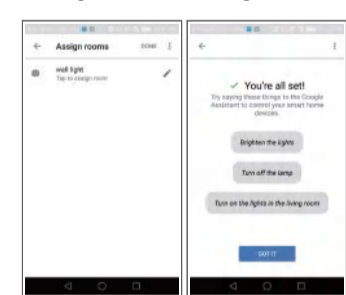 Assign rooms DONE
wall light
Tap to assign room
You're all set!
Try saying these things to the Google
Assistant to control your smart home
devices.
Brighten the lights
Turn off the lamp
Turn on the lights in the living room
GOT IT